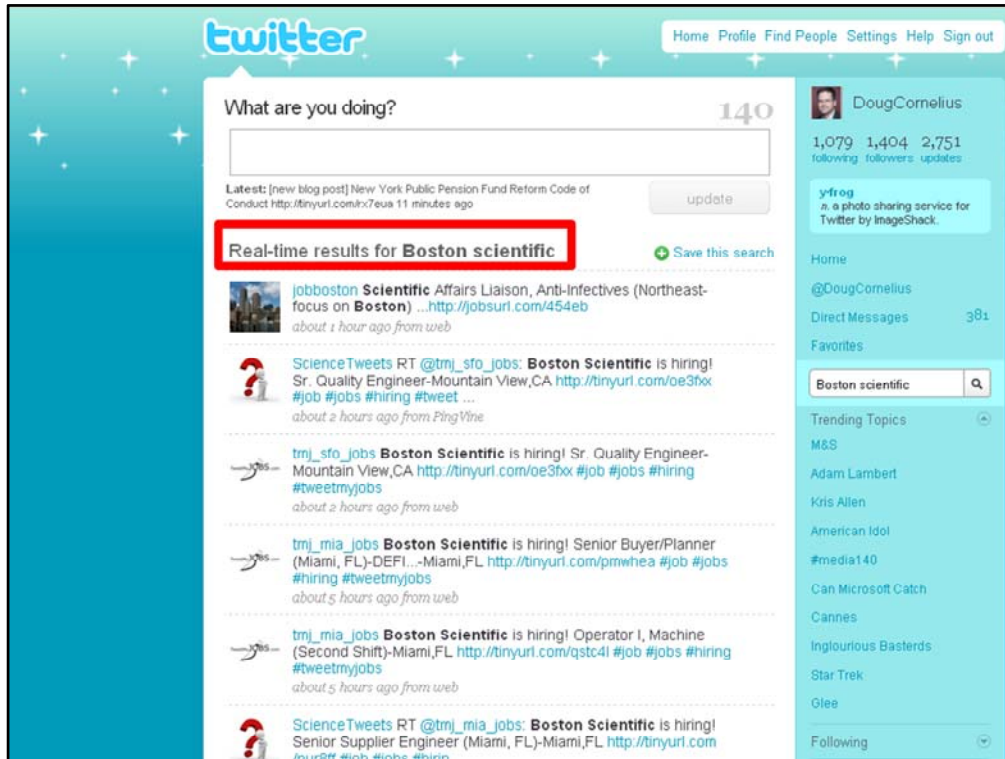 twitter
Home Profile Find People Settings Help Sign out
What are you doing?
140
Latest: [new blog post] New York Public Pension Fund Reform Code of
Conduct http://tinyurl.com/rx7eua 11 minutes ago
update
Real-time results for Boston scientific
Save this search
jobboston Scientific Affairs Liaison, Anti-Infectives (Northeast-
focus on Boston) ...http://jobsurl.com/454eb
about 1 hour ago from web
ScienceTweets RT @tmj_sfo_jobs: Boston Scientific is hiring!
Sr. Quality Engineer-Mountain View,CA http://tinyurl.com/oe3fxx
#job #jobs #hiring #tweet ...
about 2 hours ago from PingVine
JOBS
tmj_sfo_jobs Boston Scientific is hiring! Sr. Quality Engineer-
Mountain View,CA http://tinyurl.com/oe3fxx #job #jobs #hiring
#tweetmyjobs
about 2 hours ago from web
JOBS
tmj_mia_jobs Boston Scientific is hiring! Senior Buyer/Planner
(Miami, FL)-DEFI...-Miami,FL http://tinyurl.com/pmwhea #job #jobs
#hiring #tweetmyjobs
about 5 hours ago from web
JOBS
tmj_mia_jobs Boston Scientific is hiring! Operator I, Machine
(Second Shift)-Miami,FL http://tinyurl.com/qstc4l #job #jobs #hiring
#tweetmyjobs
about 5 hours ago from web
ScienceTweets RT @tmj_mia_jobs: Boston Scientific is hiring!
Senior Supplier Engineer (Miami, FL)-Miami,FL http://tinyurl.com
#job #jobs
DougCornelius
1,079 1,404 2,751
following followers updates
yfrog
n. a photo sharing service for
Twitter by ImageShack.
Home
@DougCornelius
Direct Messages 381
Favorites
Boston scientific
Trending Topics
M&S
Adam Lambert
Kris Allen
American Idol
#media140
Can Microsoft Catch
Cannes
Inglourious Basterds
Star Trek
Glee
Following